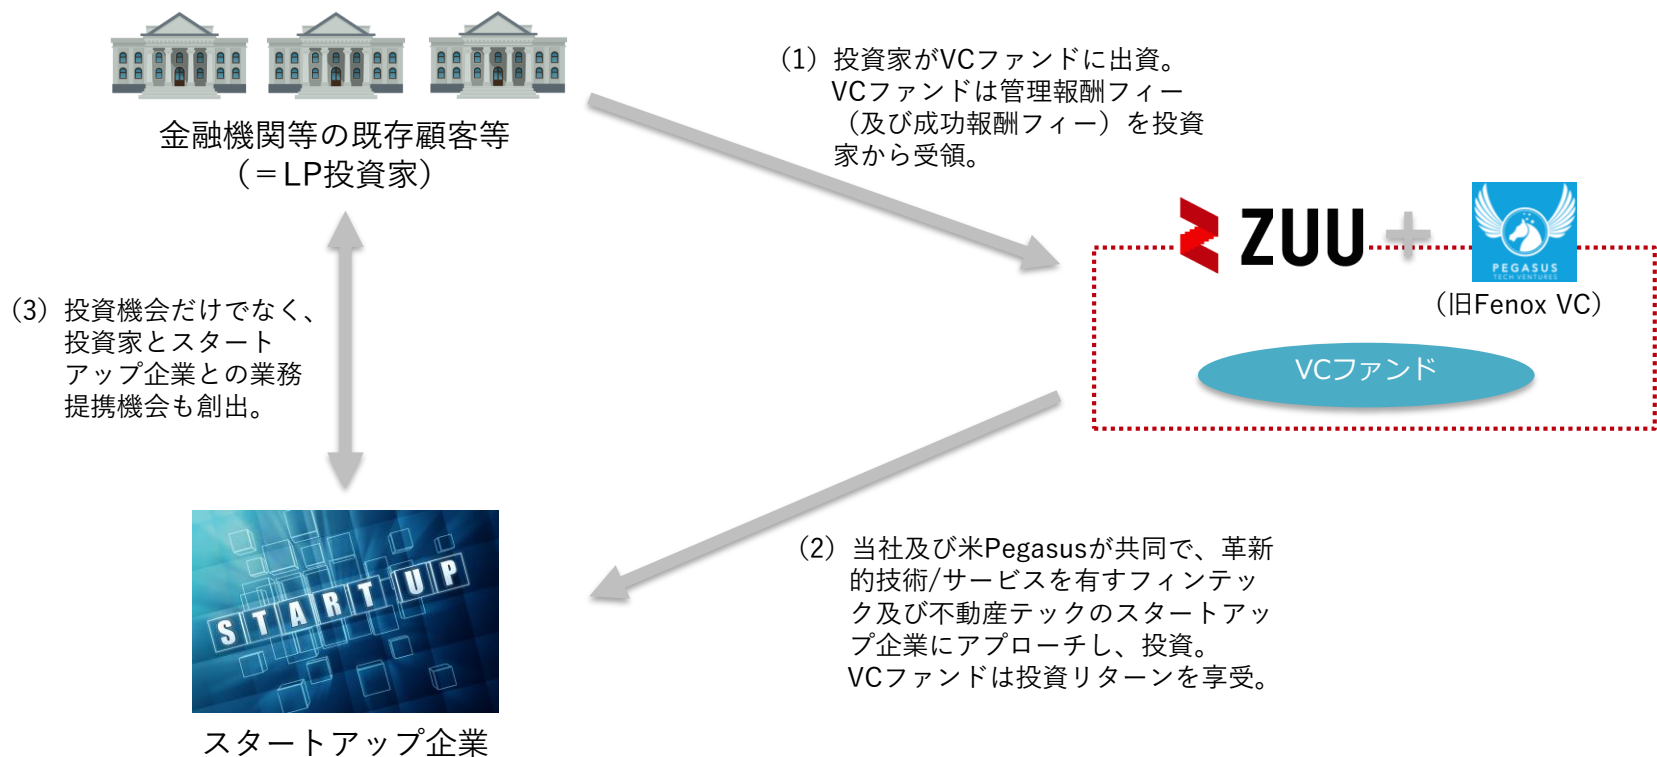 金融機関等の既存顧客等
（＝LP投資家）
（1）投資家がVCファンドに出資。
VCファンドは管理報酬フィー
（及び成功報酬フィー）を投資
家から受領。
ZUU +
PEGASUS
TECH VENTURES
（旧Fenox VC）
VCファンド
（3）投資機会だけでなく、
投資家とスタート
アップ企業との業務
提携機会も創出。
（2）当社及び米Pegasusが共同で、革新
的技術/サービスを有すフィンテッ
ク及び不動産テックのスタートアッ
プ企業にアプローチし、投資。
VCファンドは投資リターンを享受。
START UP
スタートアップ企業